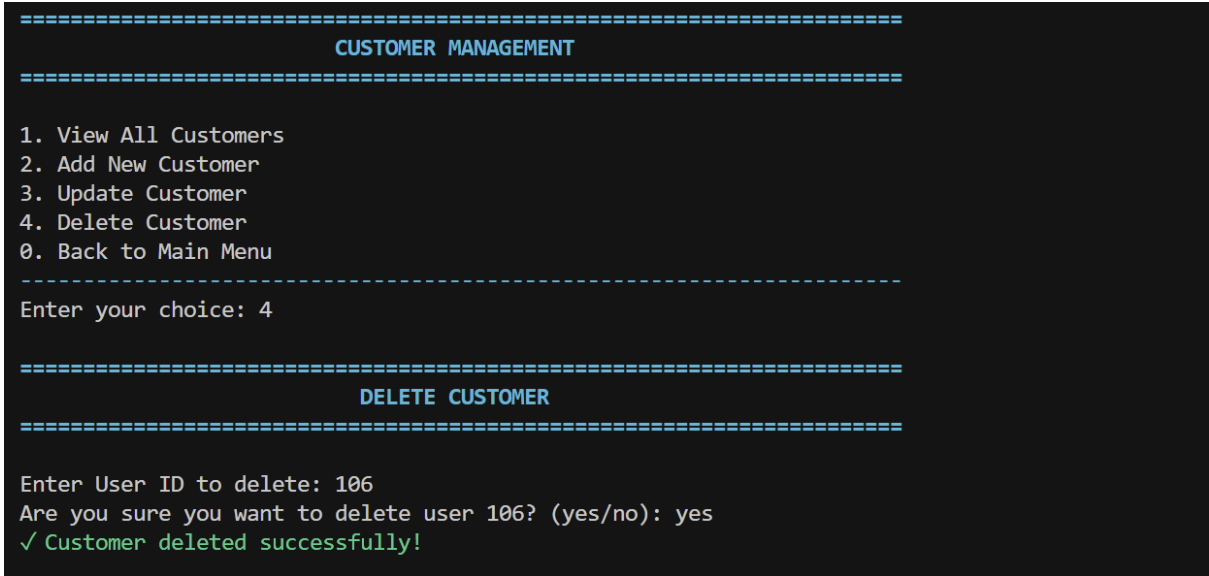 ======================================================================
CUSTOMER MANAGEMENT
======================================================================
1. View All Customers
2. Add New Customer
3. Update Customer
4. Delete Customer
0. Back to Main Menu
----------------------------------------------------------------------
Enter your choice: 4
======================================================================
DELETE CUSTOMER
======================================================================
Enter User ID to delete: 106
Are you sure you want to delete user 106? (yes/no): yes
✓ Customer deleted successfully!